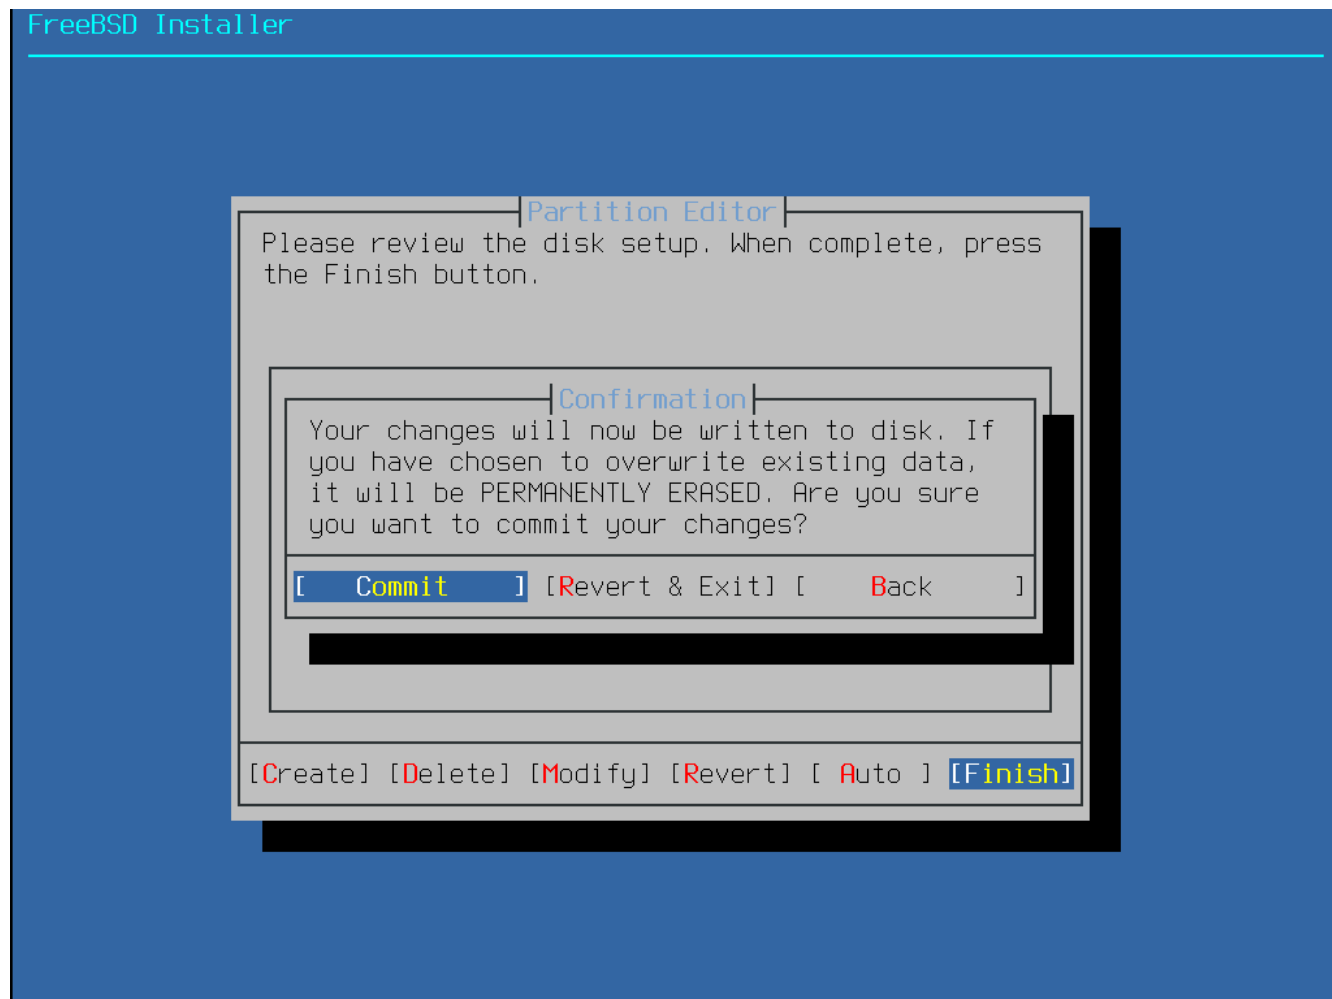 FreeBSD Installer
Partition Editor
Please review the disk setup. When complete, press
the Finish button.
Confirmation
Your changes will now be written to disk. If
you have chosen to overwrite existing data,
it will be PERMANENTLY ERASED. Are you sure
you want to commit your changes?
[ Commit ] [Revert & Exit] [ Back ]
[Create] [Delete] [Modify] [Revert] [ Auto ] [Finish]